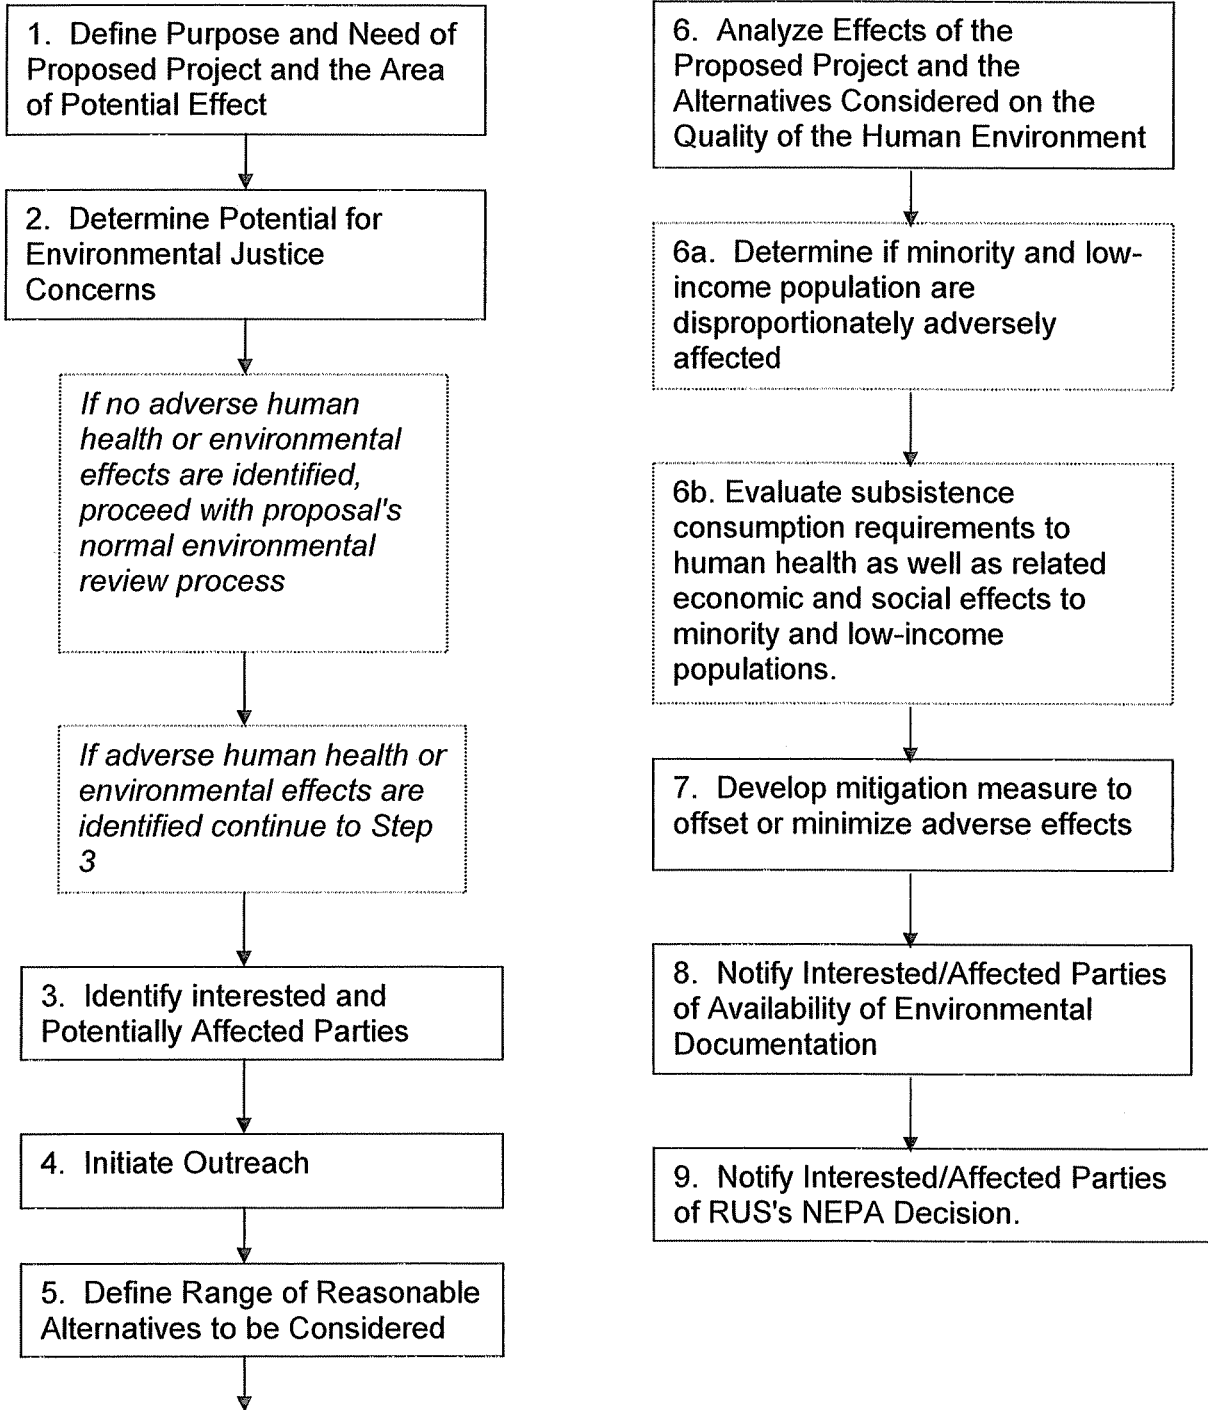 1. Define Purpose and Need of
Proposed Project and the Area
of Potential Effect
2. Determine Potential for
Environmental Justice
Concerns
If no adverse human
health or environmental
effects are identified,
proceed with proposal's
normal environmental
review process
If adverse human health or
environmental effects are
identified continue to Step
3
3. Identify interested and
Potentially Affected Parties
4. Initiate Outreach
5. Define Range of Reasonable
Alternatives to be Considered
6. Analyze Effects of the
Proposed Project and the
Alternatives Considered on the
Quality of the Human Environment
6a. Determine if minority and low-
income population are
disproportionately adversely
affected
6b. Evaluate subsistence
consumption requirements to
human health as well as related
economic and social effects to
minority and low-income
populations.
7. Develop mitigation measure to
offset or minimize adverse effects
8. Notify Interested/Affected Parties
of Availability of Environmental
Documentation
9. Notify Interested/Affected Parties
of RUS's NEPA Decision.